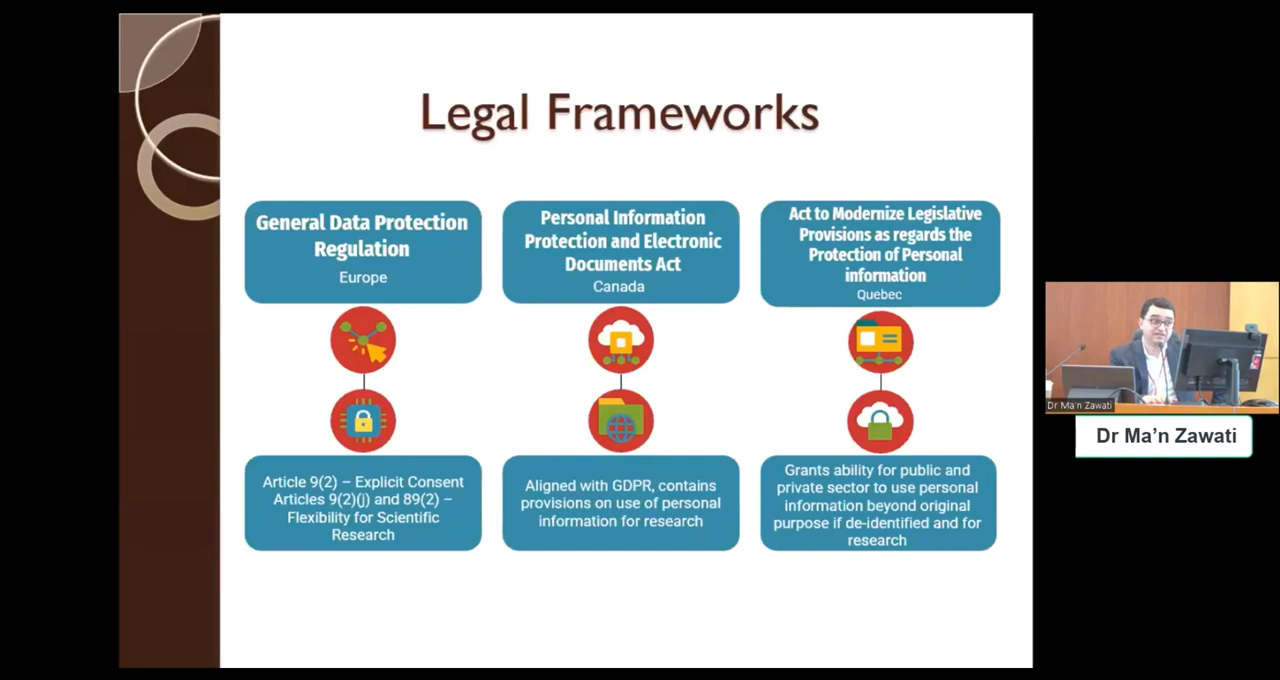 Legal Frameworks
General Data Protection
Regulation
Europe
Personal Information
Protection and Electronic
Documents Act
Canada
Act to Modernize Legislative
Provisions as regards the
Protection of Personal
information
Quebec
Article 9(2) – Explicit Consent
Articles 9(2)(j) and 89(2) –
Flexibility for Scientific
Research
Aligned with GDPR, contains
provisions on use of personal
information for research
Grants ability for public and
private sector to use personal
information beyond original
purpose if de-identified and for
research
Dr Ma'n Zawati
Dr Ma’n Zawati